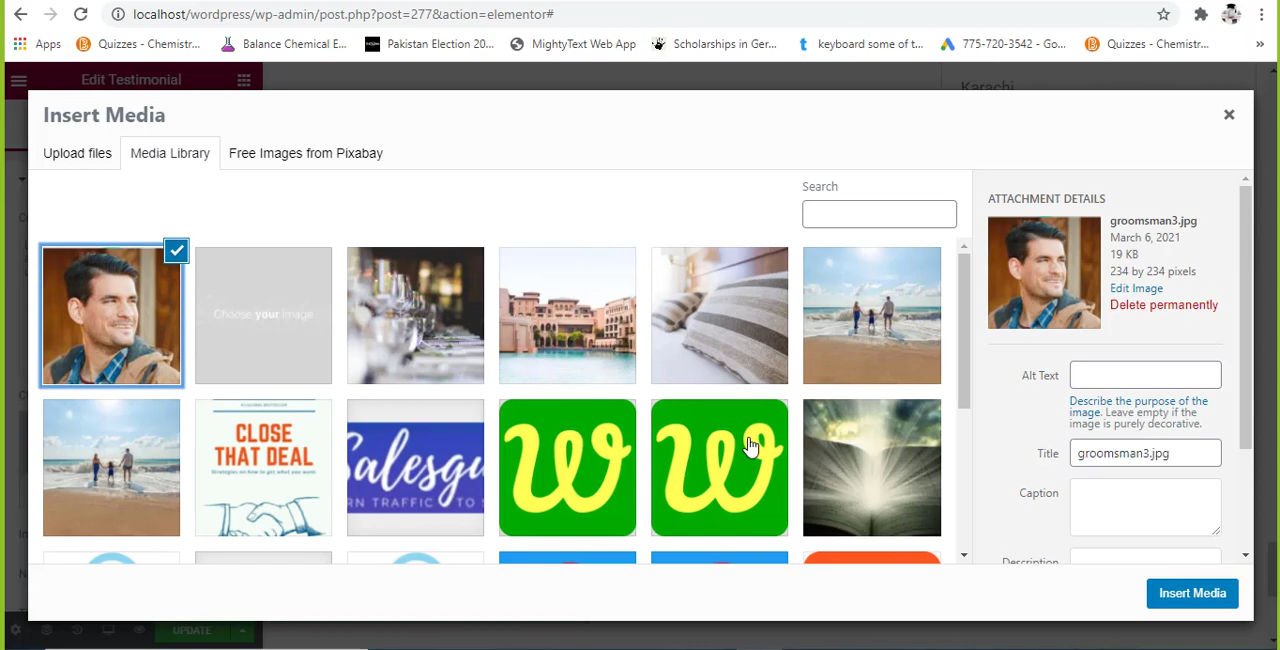 localhost/wordpress/wp-admin/post.php?post=277&action=elementor#
Apps
Quizzes - Chemistr...
Balance Chemical E...
Pakistan Election 20...
MightyText Web App
Scholarships in Ger...
keyboard some of t...
775-720-3542 - Go...
Quizzes - Chemistr...
»
Edit Testimonial
Karachi
Insert Media
Upload files
Media Library
Free Images from Pixabay
Search
Choose your image
CLOSE
THAT DEAL
Strategies on how to get what you want.
Salesgu
RN TRAFFIC TO S
W
W
ATTACHMENT DETAILS
groomsman3.jpg
March 6, 2021
19 KB
234 by 234 pixels
Edit Image
Delete permanently
Alt Text
Describe the purpose of the
image. Leave empty if the
image is purely decorative.
Title
groomsman3.jpg
Caption
Description
Insert Media
UPDATE